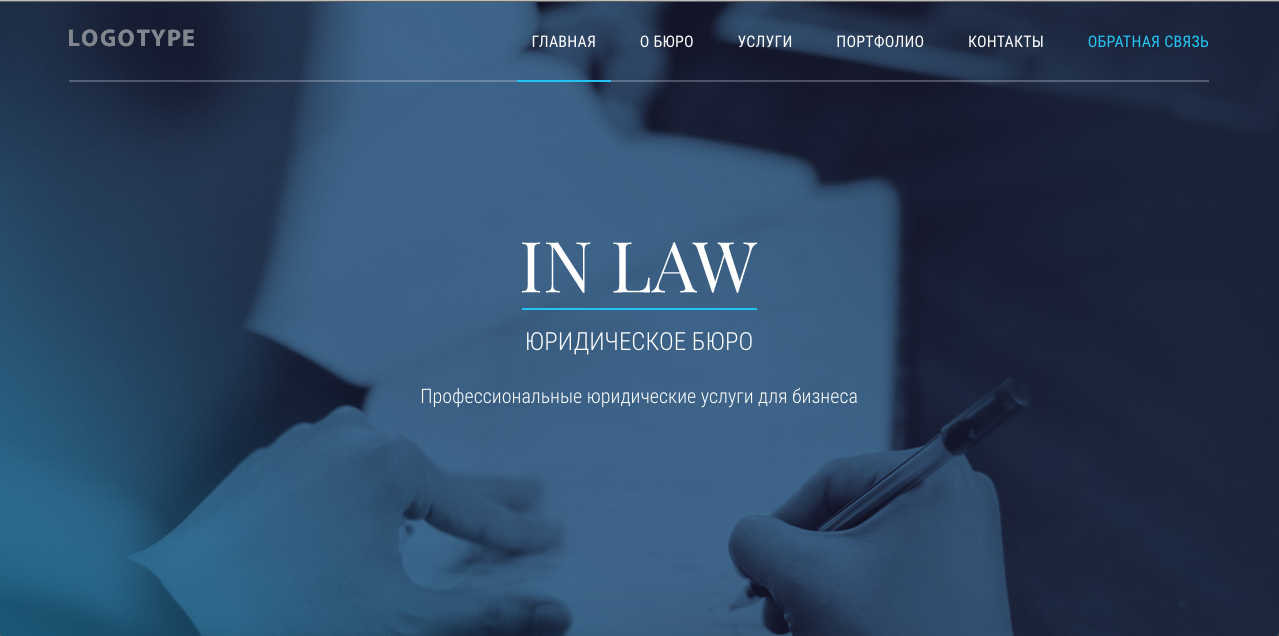 LOGOTYPE
ГЛАВНАЯ О БЮРО УСЛУГИ ПОРТФОЛИО КОНТАКТЫ ОБРАТНАЯ СВЯЗЬ
IN LAW
ЮРИДИЧЕСКОЕ БЮРО
Профессиональные юридические услуги для бизнеса